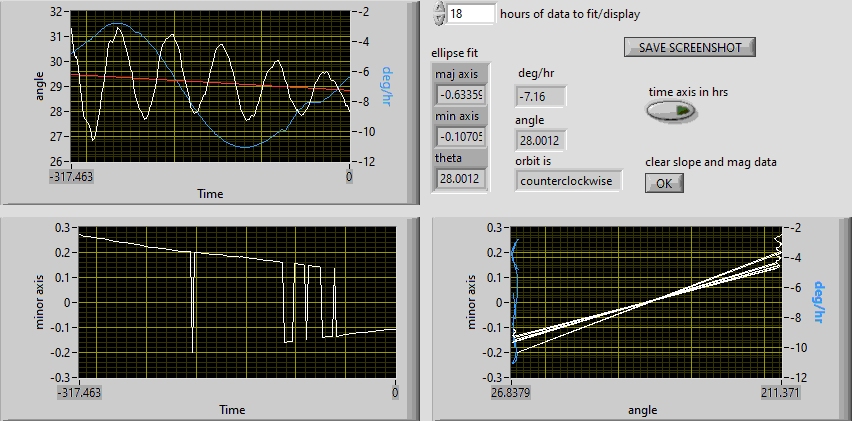 32
31
30
29
28
27
26
angle
-2
-4
-6
-8
-10
-12
deg/hr
-317.463
0
Time
18
hours of data to fit/display
SAVE SCREENSHOT
ellipse fit
maj axis
-0.63359
min axis
-0.10705
theta
28.0012
deg/hr
-7.16
angle
28.0012
orbit is
counterclockwise
time axis in hrs
clear slope and mag data
OK
0.3
0.2
0.1
0
-0.1
-0.2
-0.3
minor axis
-317.463
0
Time
0.3
0.2
0.1
0
-0.1
-0.2
-0.3
minor axis
-2
-4
-6
-8
-10
-12
deg/hr
26.8379
211.371
angle